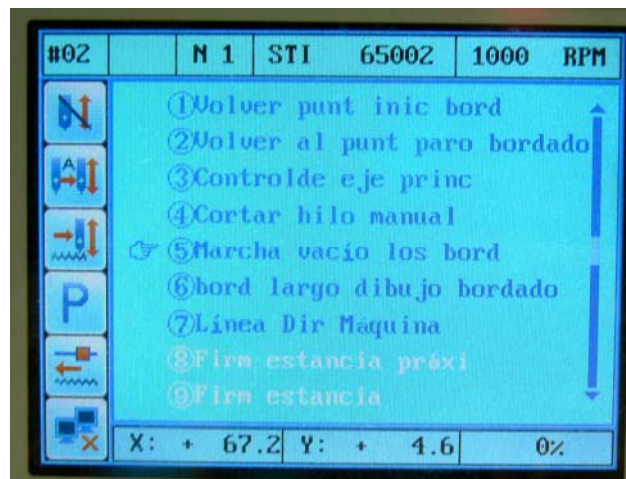 #02 N 1 STI 65002 1000 RPM
①Volver punt inic bord
②Volver al punt paro bordado
③Controlde eje princ
④Cortar hilo manual
⑤Marcha vacío los bord
⑥bord largo dibujo bordado
⑦Línea Dir Máquina
⑧Firm estancia próxi
⑨Firm estancia
A
P
X: + 67.2 Y: + 4.6 0%